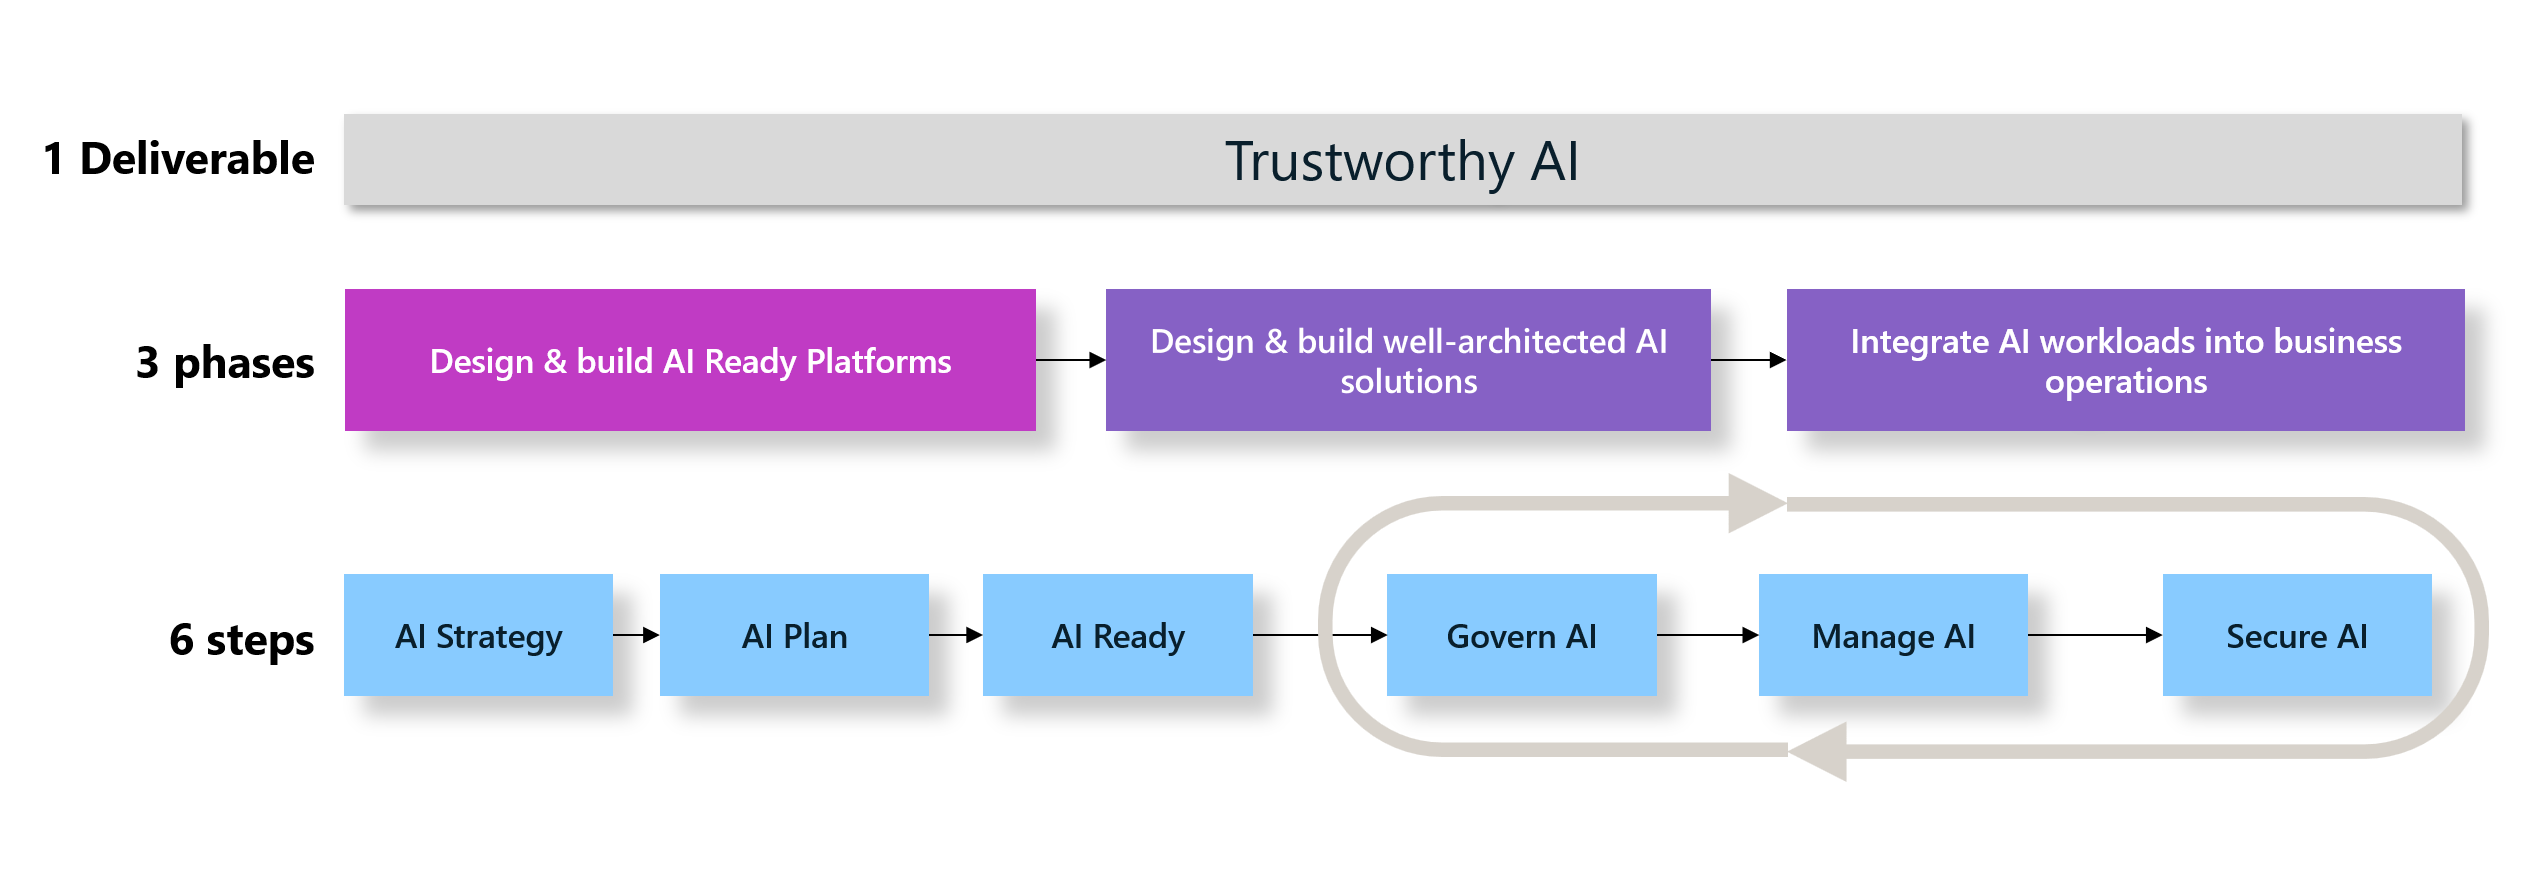 1 Deliverable
Trustworthy AI
3 phases
Design & build AI Ready Platforms
Design & build well-architected AI
solutions
Integrate AI workloads into business
operations
6 steps
AI Strategy
AI Plan
AI Ready
Govern AI
Manage AI
Secure AI